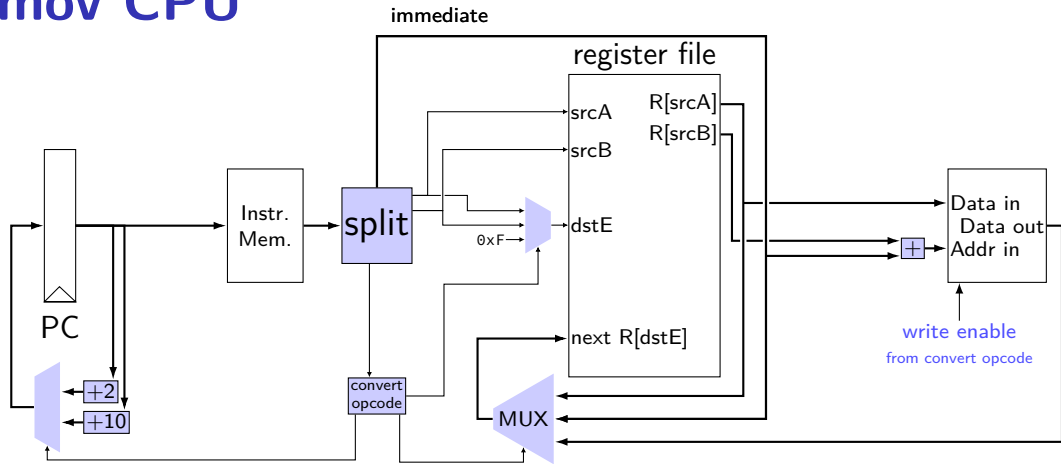 mov CPU
immediate
register file
srcA
R[srcA]
R[srcB]
srcB
Instr.
Mem.
split
dstE
0xF
Data in
Data out
+
Addr in
PC
next R[dstE]
write enable
from convert opcode
convert
opcode
+2
+10
MUX